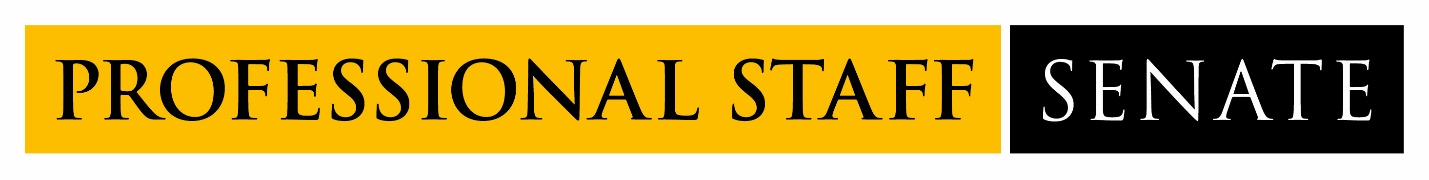 PROFESSIONAL STAFF SENATE